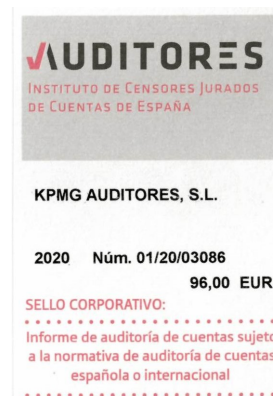 AUDITORES
INSTITUTO DE CENSORES JURADOS
DE CUENTAS DE ESPAÑA
KPMG AUDITORES, S.L.
2020 Núm. 01/20/03086
96,00 EUR
SELLO CORPORATIVO:
Informe de auditoría de cuentas sujeto
a la normativa de auditoría de cuentas
española o internacional